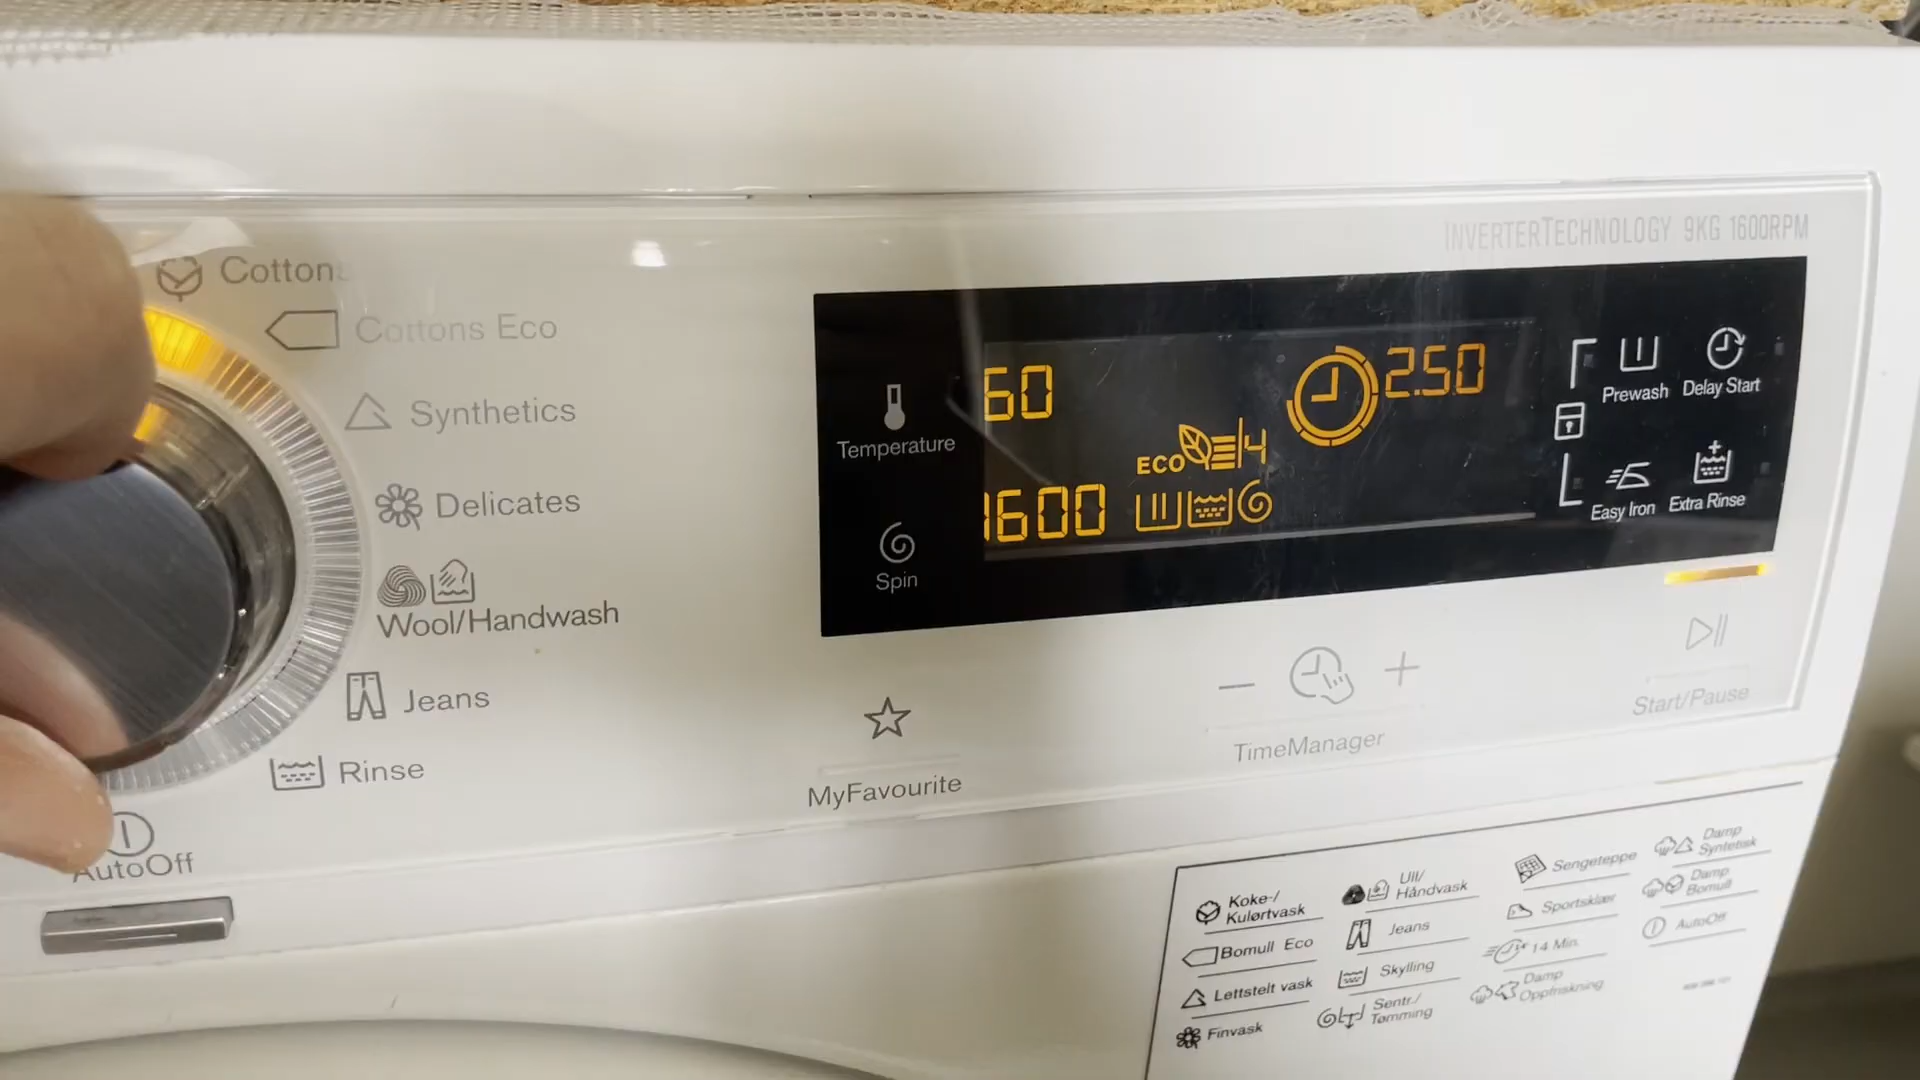 INVERTERTECHNOLOGY 9KG 1600RPM
Cottons
Cottons Eco
Synthetics
Delicates
Wool/Handwash
Jeans
Rinse
AutoOff
Temperature
Spin
60
1600
ECO
4
2.50
Prewash
Delay Start
Easy Iron
Extra Rinse
MyFavourite
TimeManager
Start/Pause
Koke-/
Kulørtvask
Bomull Eco
Lettstelt vask
Finvask
Ull/
Håndvask
Jeans
Skylling
Sentr./
Tømming
Sengeteppe
Sportsklær
14 Min.
Damp
Oppfriskning
Damp
Syntetisk
Damp
Bomull
AutoOff